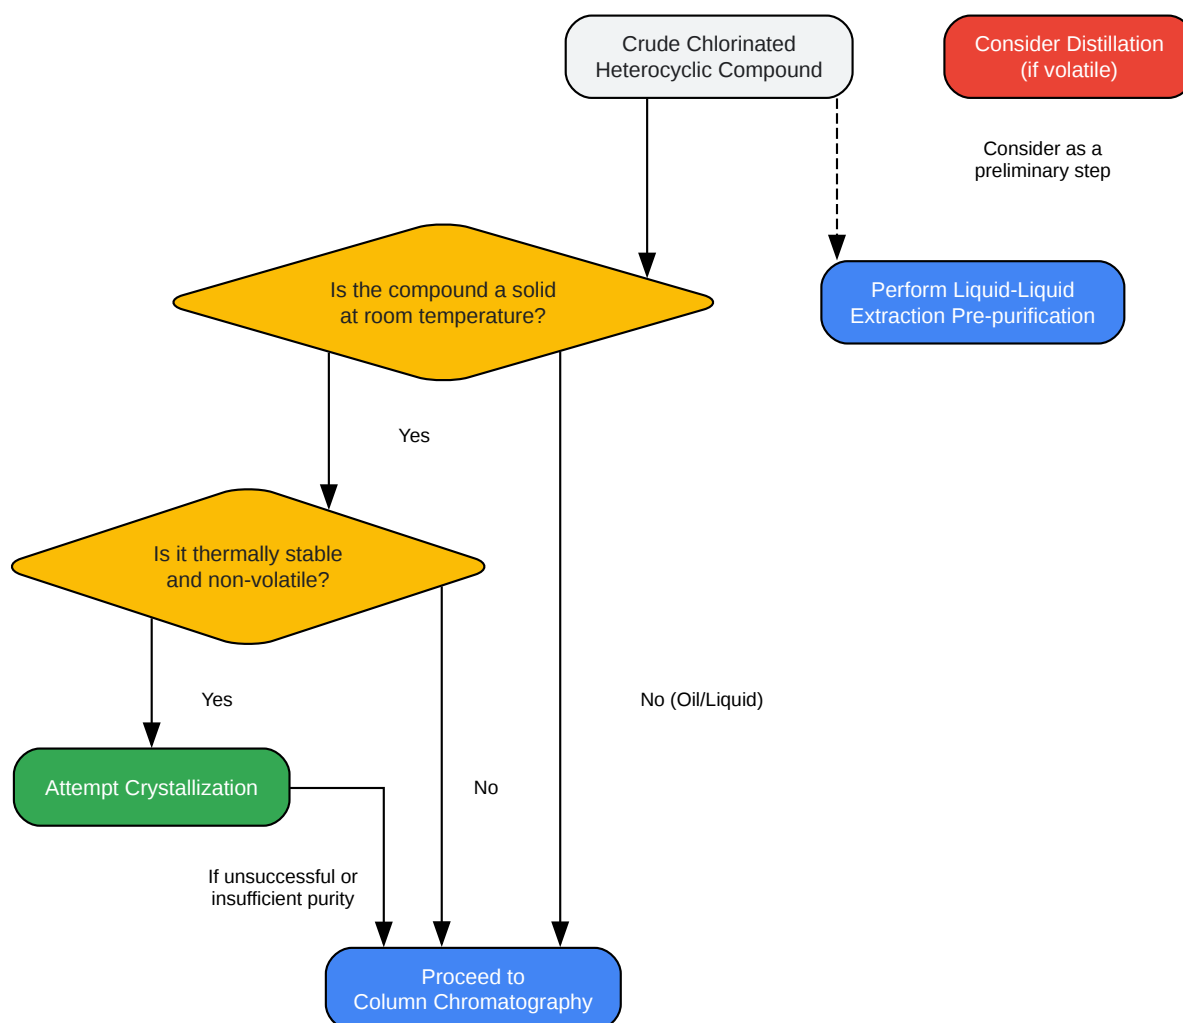 Crude Chlorinated
Heterocyclic Compound
Consider Distillation
(if volatile)
Consider as a
preliminary step
Is the compound a solid
at room temperature?
Perform Liquid-Liquid
Extraction Pre-purification
Yes
Is it thermally stable
and non-volatile?
Yes
No (Oil/Liquid)
Attempt Crystallization
No
If unsuccessful or
insufficient purity
Proceed to
Column Chromatography